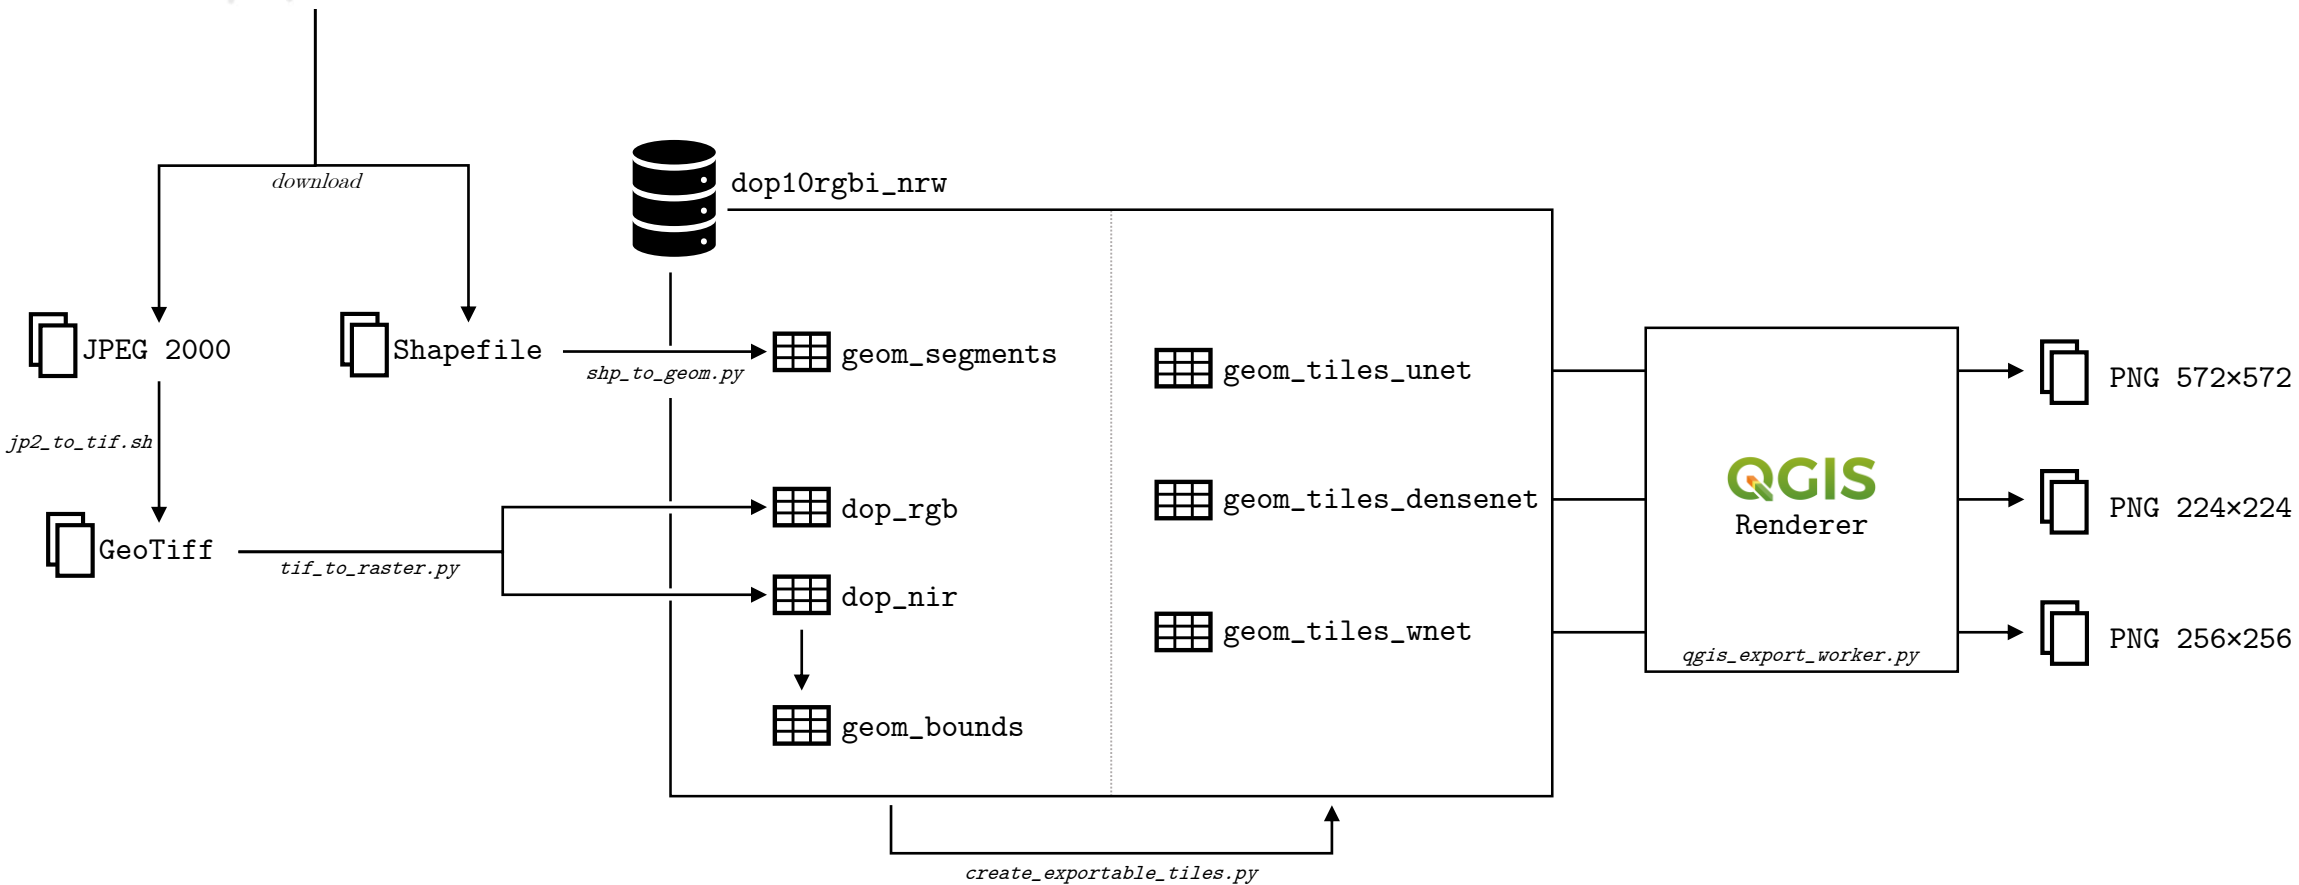 download
dop10rgbi_nrw
JPEG 2000
Shapefile
shp_to_geom.py
geom_segments
geom_tiles_unet
PNG 572×572
jp2_to_tif.sh
GeoTiff
tif_to_raster.py
dop_rgb
dop_nir
geom_bounds
geom_tiles_densenet
geom_tiles_wnet
QGIS
Renderer
qgis_export_worker.py
PNG 224×224
PNG 256×256
create_exportable_tiles.py